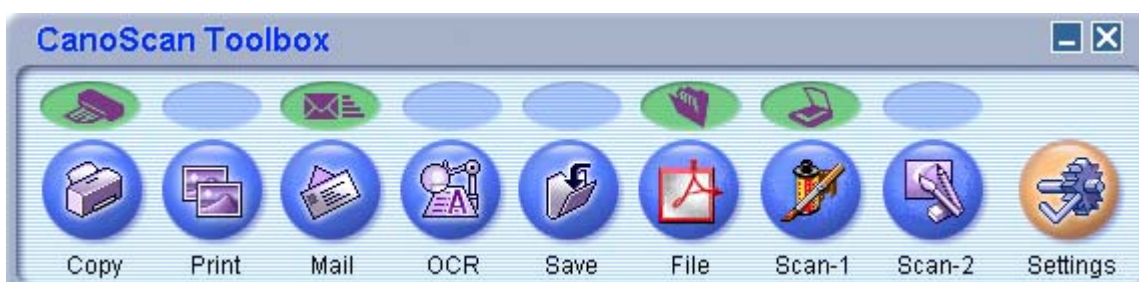 CanoScan Toolbox
Copy Print Mail OCR Save File Scan-1 Scan-2 Settings